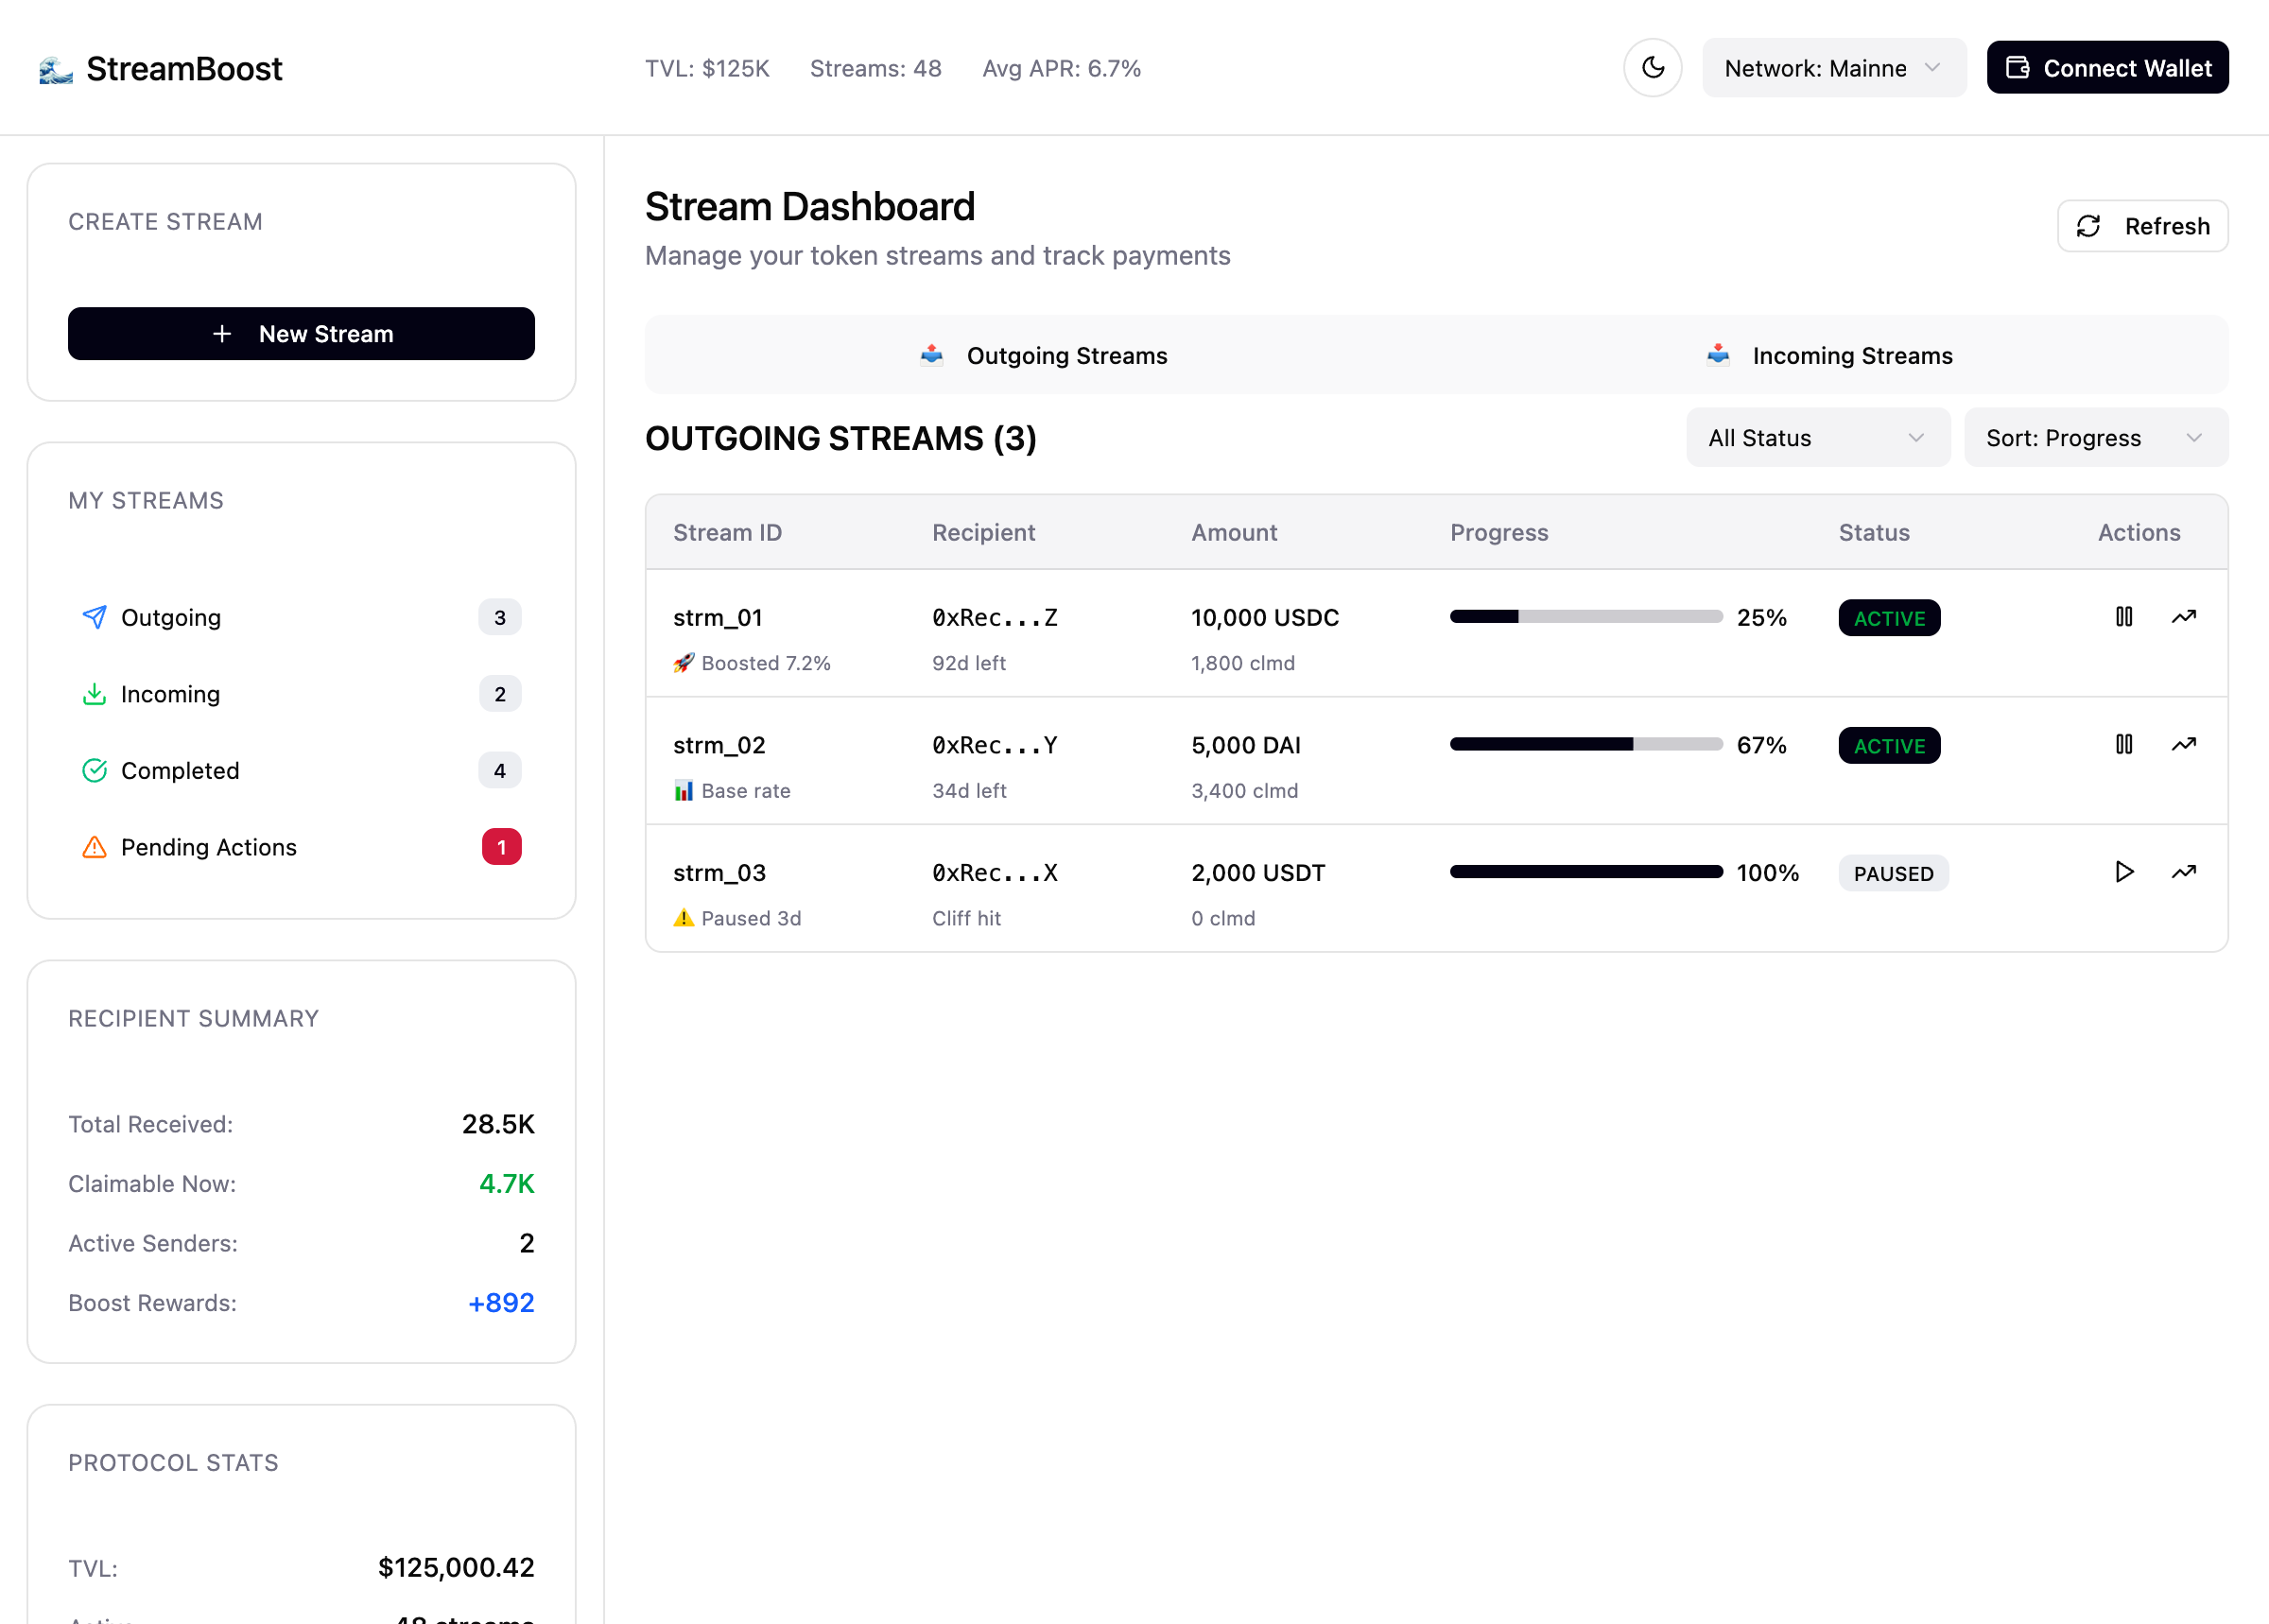 StreamBoost
TVL: $125K Streams: 48 Avg APR: 6.7%
Network: Mainne
Connect Wallet
CREATE STREAM
New Stream
MY STREAMS
Outgoing 3
Incoming 2
Completed 4
Pending Actions 1
RECIPIENT SUMMARY
Total Received: 28.5K
Claimable Now: 4.7K
Active Senders: 2
Boost Rewards: +892
PROTOCOL STATS
TVL: $125,000.42
Active 48 streams
Stream Dashboard
Manage your token streams and track payments
Refresh
Outgoing Streams Incoming Streams
OUTGOING STREAMS (3)
All Status Sort: Progress
Stream ID Recipient Amount Progress Status Actions
strm_01 0xRec...Z 10,000 USDC 25% ACTIVE
Boosted 7.2% 92d left 1,800 clmd
strm_02 0xRec...Y 5,000 DAI 67% ACTIVE
Base rate 34d left 3,400 clmd
strm_03 0xRec...X 2,000 USDT 100% PAUSED
Paused 3d Cliff hit 0 clmd